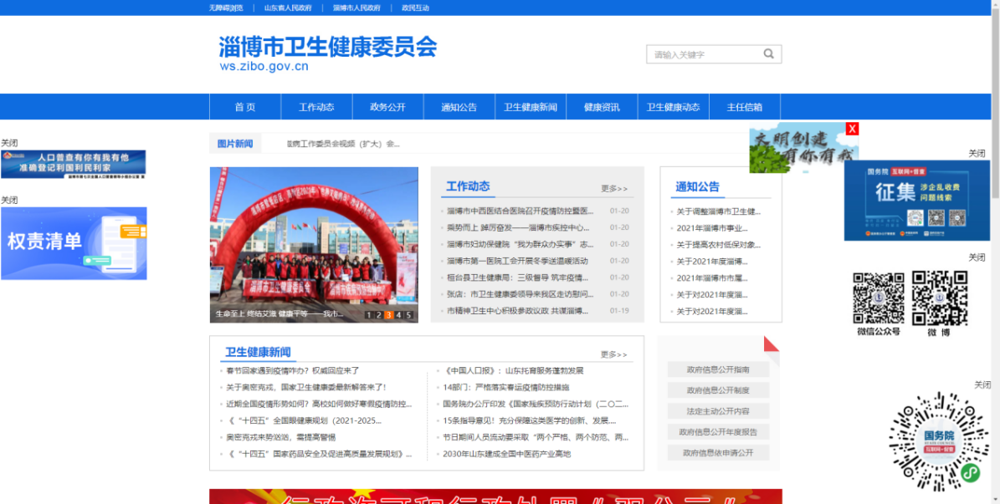 无障碍浏览
山东省人民政府
淄博市人民政府
政民互动
淄博市卫生健康委员会
ws.zibo.gov.cn
请输入关键字
首 页
工作动态
政务公开
通知公告
卫生健康新闻
健康资讯
卫生健康动态
主任信箱
关闭
人口普查有你有我有他
准确登记利国利民利家
关闭
权责清单
图片新闻
病工作委员会视频（扩大）会...
文明创建
有你有我
X
关闭
国务院 互联网+督查
征集 涉企乱收费
问题线索
关闭
微信公众号
微 博
关闭
国务院
互联网+督查
淄博市卫生健康委员会
生命至上 终结艾滋 健康平等——我市...
1 2 3 4 5
工作动态
更多>>
淄博市中西医结合医院召开疫情防控暨医... 01-20
乘势而上 踔厉奋发——淄博市疾控中心... 01-20
淄博市妇幼保健院“我为群众办实事”志... 01-20
淄博市第一医院工会开展冬季送温暖活动 01-20
桓台县卫生健康局：三级督导 筑牢疫情... 01-20
张店：市卫生健康委领导来我区走访慰问... 01-20
市精神卫生中心积极参政议政 共谋淄博... 01-19
通知公告
关于调整淄博市卫生健...
2021年淄博市事业...
关于提高农村低保对象...
关于2021年度淄博...
2021年淄博市市属...
关于对2021年度淄...
关于对2021年度淄...
卫生健康新闻
更多>>
春节回家遇到疫情咋办？权威回应来了
关于奥密克戎，国家卫生健康委最新解答来了！
近期全国疫情形势如何？高校如何做好寒假疫情防控...
《“十四五”全国眼健康规划（2021-2025...
奥密克戎来势汹汹，需提高警惕
《“十四五”国家药品安全及促进高质量发展规划》...
《中国人口报》：山东托育服务蓬勃发展
14部门：严格落实春运疫情防控措施
国务院办公厅印发《国家残疾预防行动计划（二〇二...
15条指导意见！充分保障这类医学的创新、发展....
节日期间人员流动要采取“两个严格、两个防范、两...
2030年山东建成全国中医药产业高地
政府信息公开指南
政府信息公开制度
法定主动公开内容
政府信息公开年度报告
政府信息依申请公开
行政许可和行政处罚“双公示”